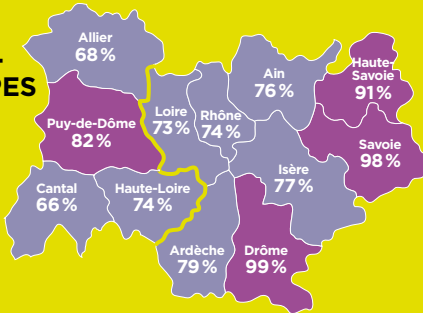 PES
Allier
68 %
Puy-de-Dôme
82 %
Cantal
66 %
Haute-Loire
74 %
Loire
73 %
Rhône
74 %
Ain
76 %
Haute-
Savoie
91 %
Savoie
98 %
Isère
77 %
Ardèche
79 %
Drôme
99 %